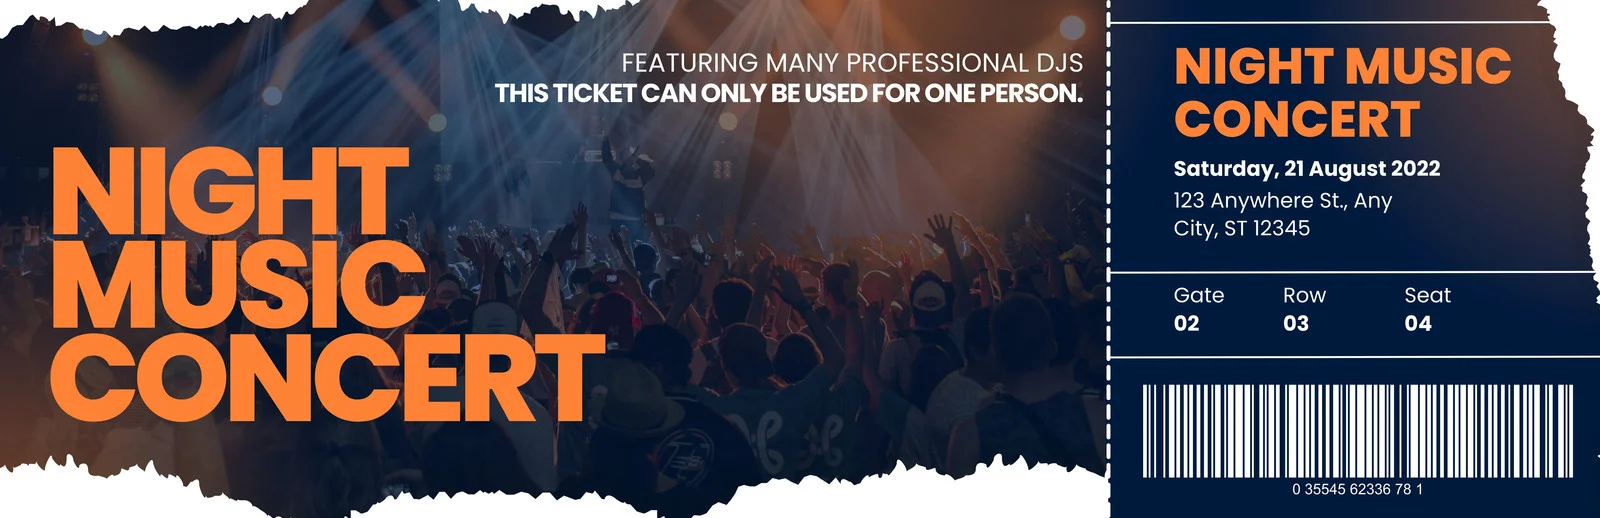 FEATURING MANY PROFESSIONAL DJS
THIS TICKET CAN ONLY BE USED FOR ONE PERSON.
NIGHT
MUSIC
CONCERT
NIGHT MUSIC
CONCERT
Saturday, 21 August 2022
123 Anywhere St., Any
City, ST 12345
Gate Row Seat
02 03 04
0 35545 62336 78 1